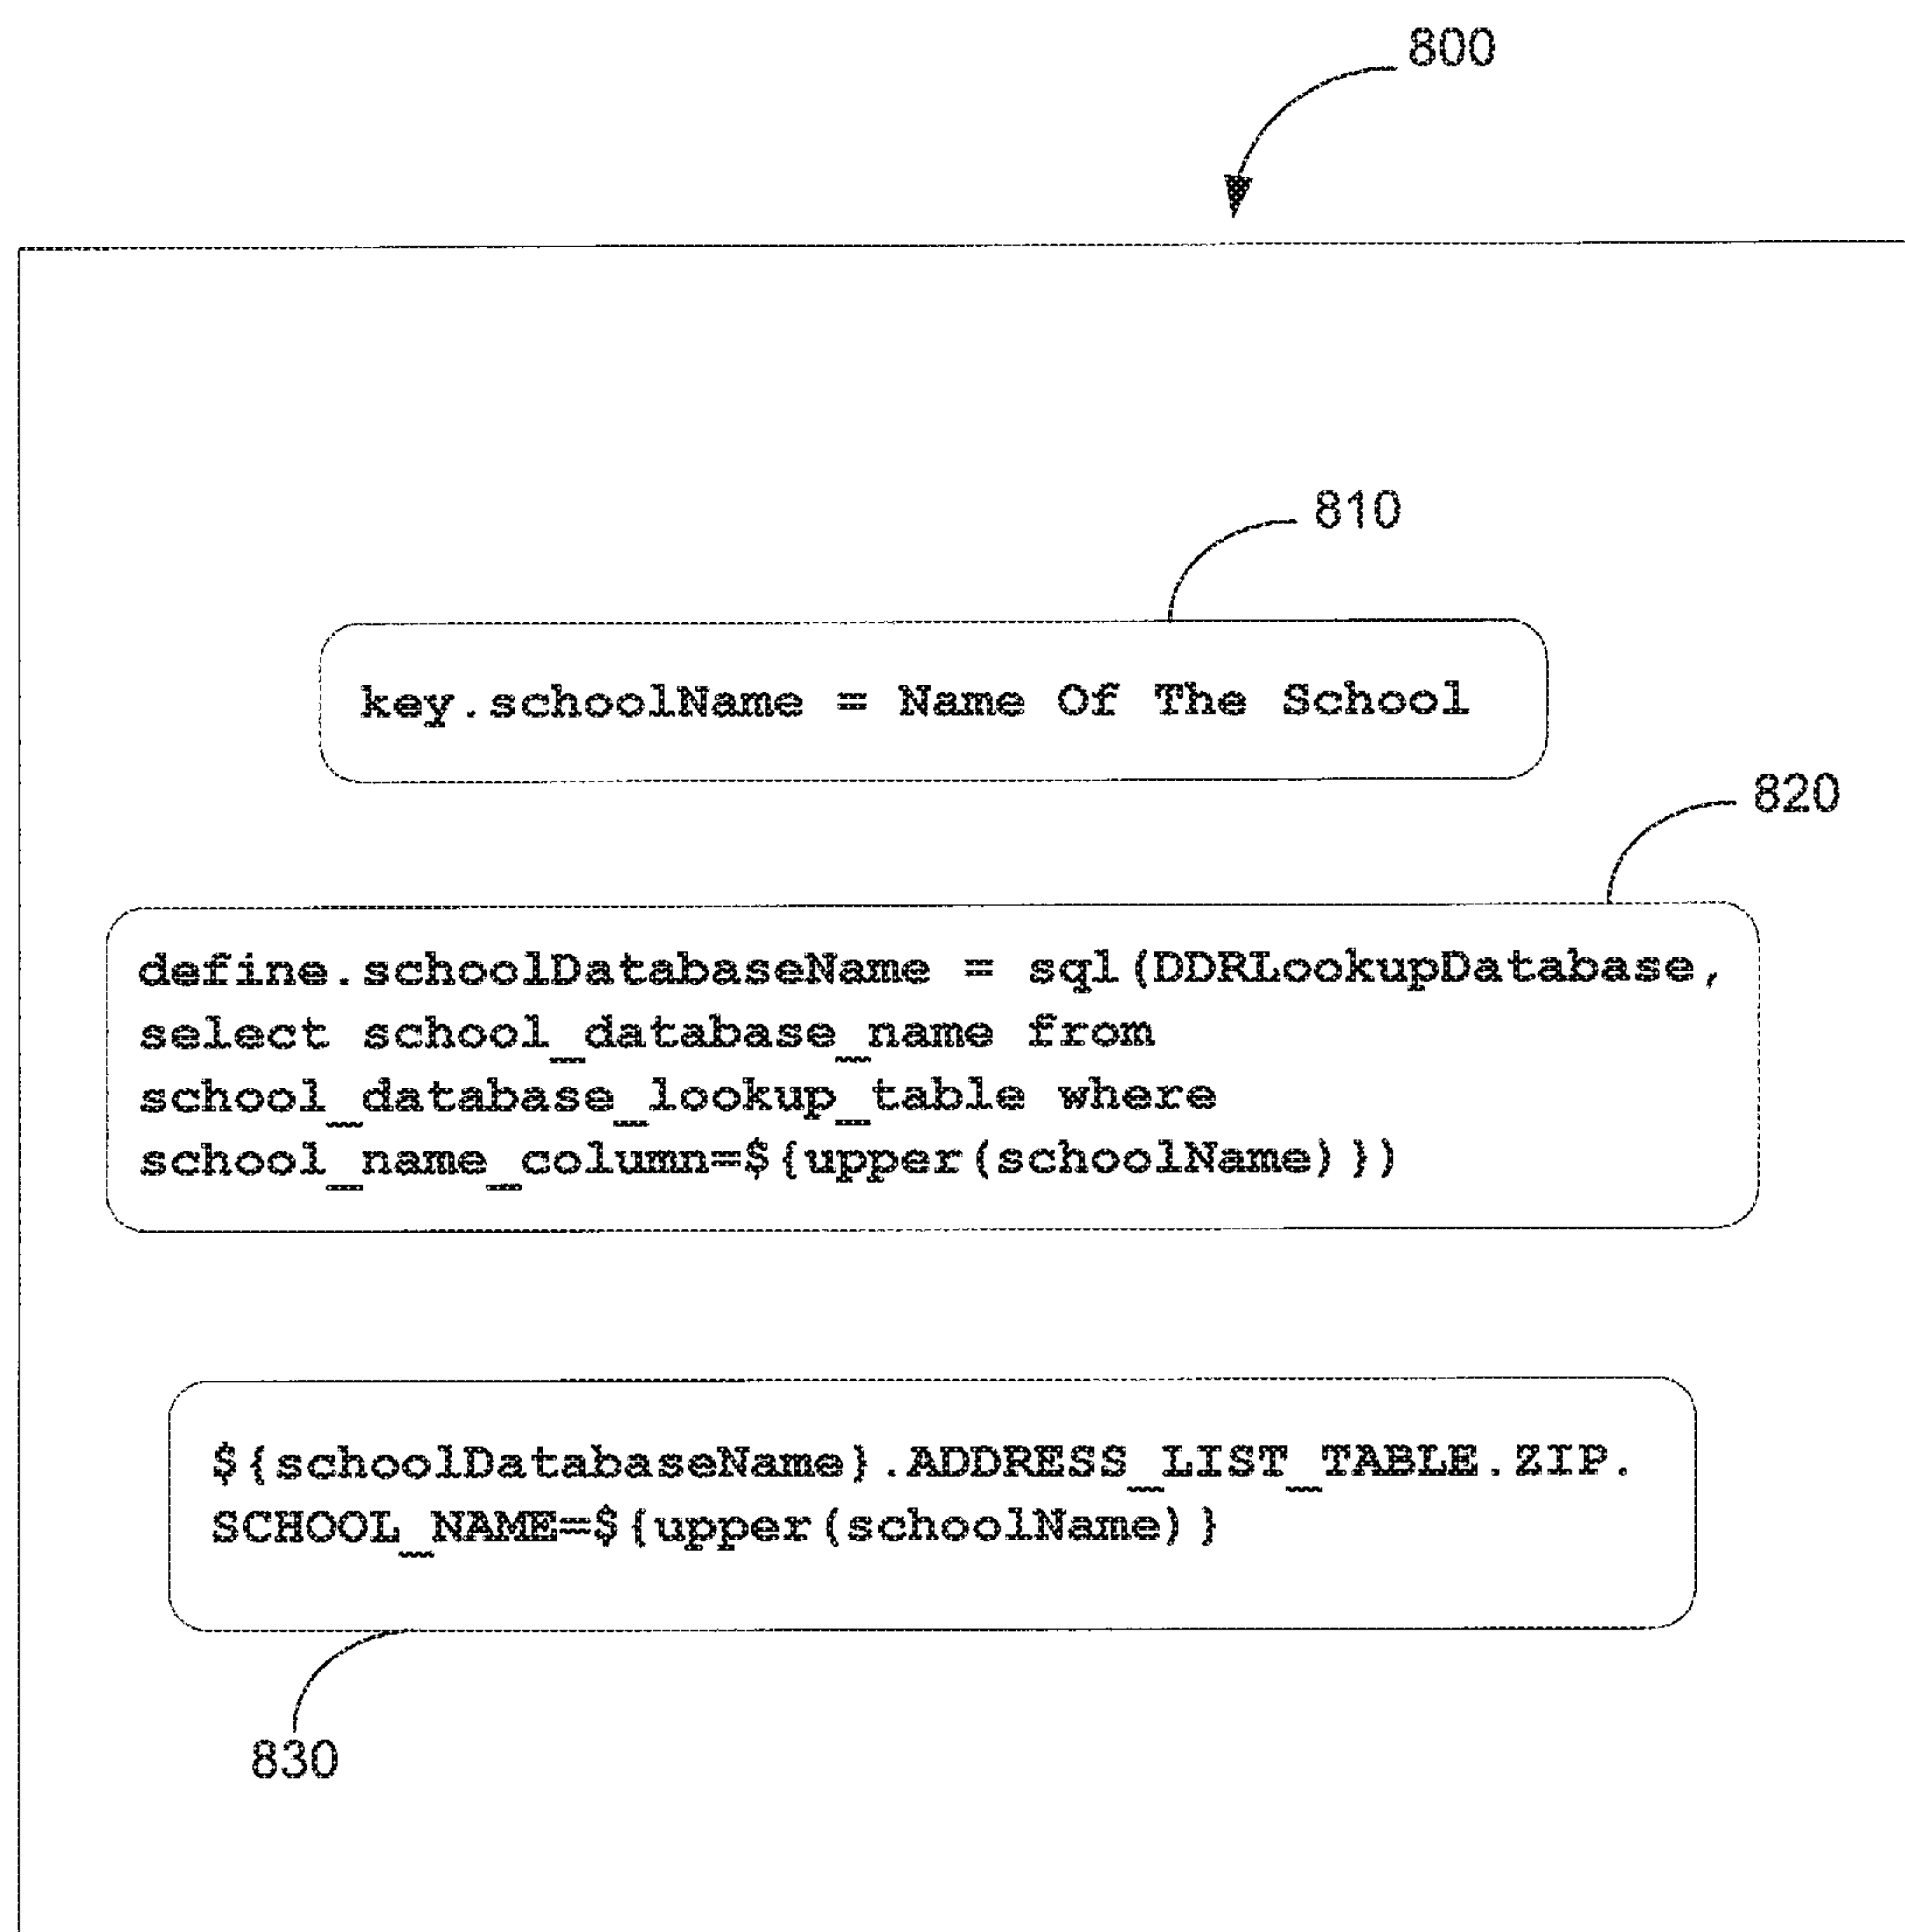 800
810
key.schoolName = Name Of The School
820
define.schoolDatabaseName = sql(DDRLookupDatabase,
select school_database_name from
school_database_lookup_table where
school_name_column=${upper(schoolName)})
${schoolDatabaseName}.ADDRESS_LIST_TABLE.ZIP.
SCHOOL_NAME=${upper(schoolName)}
830